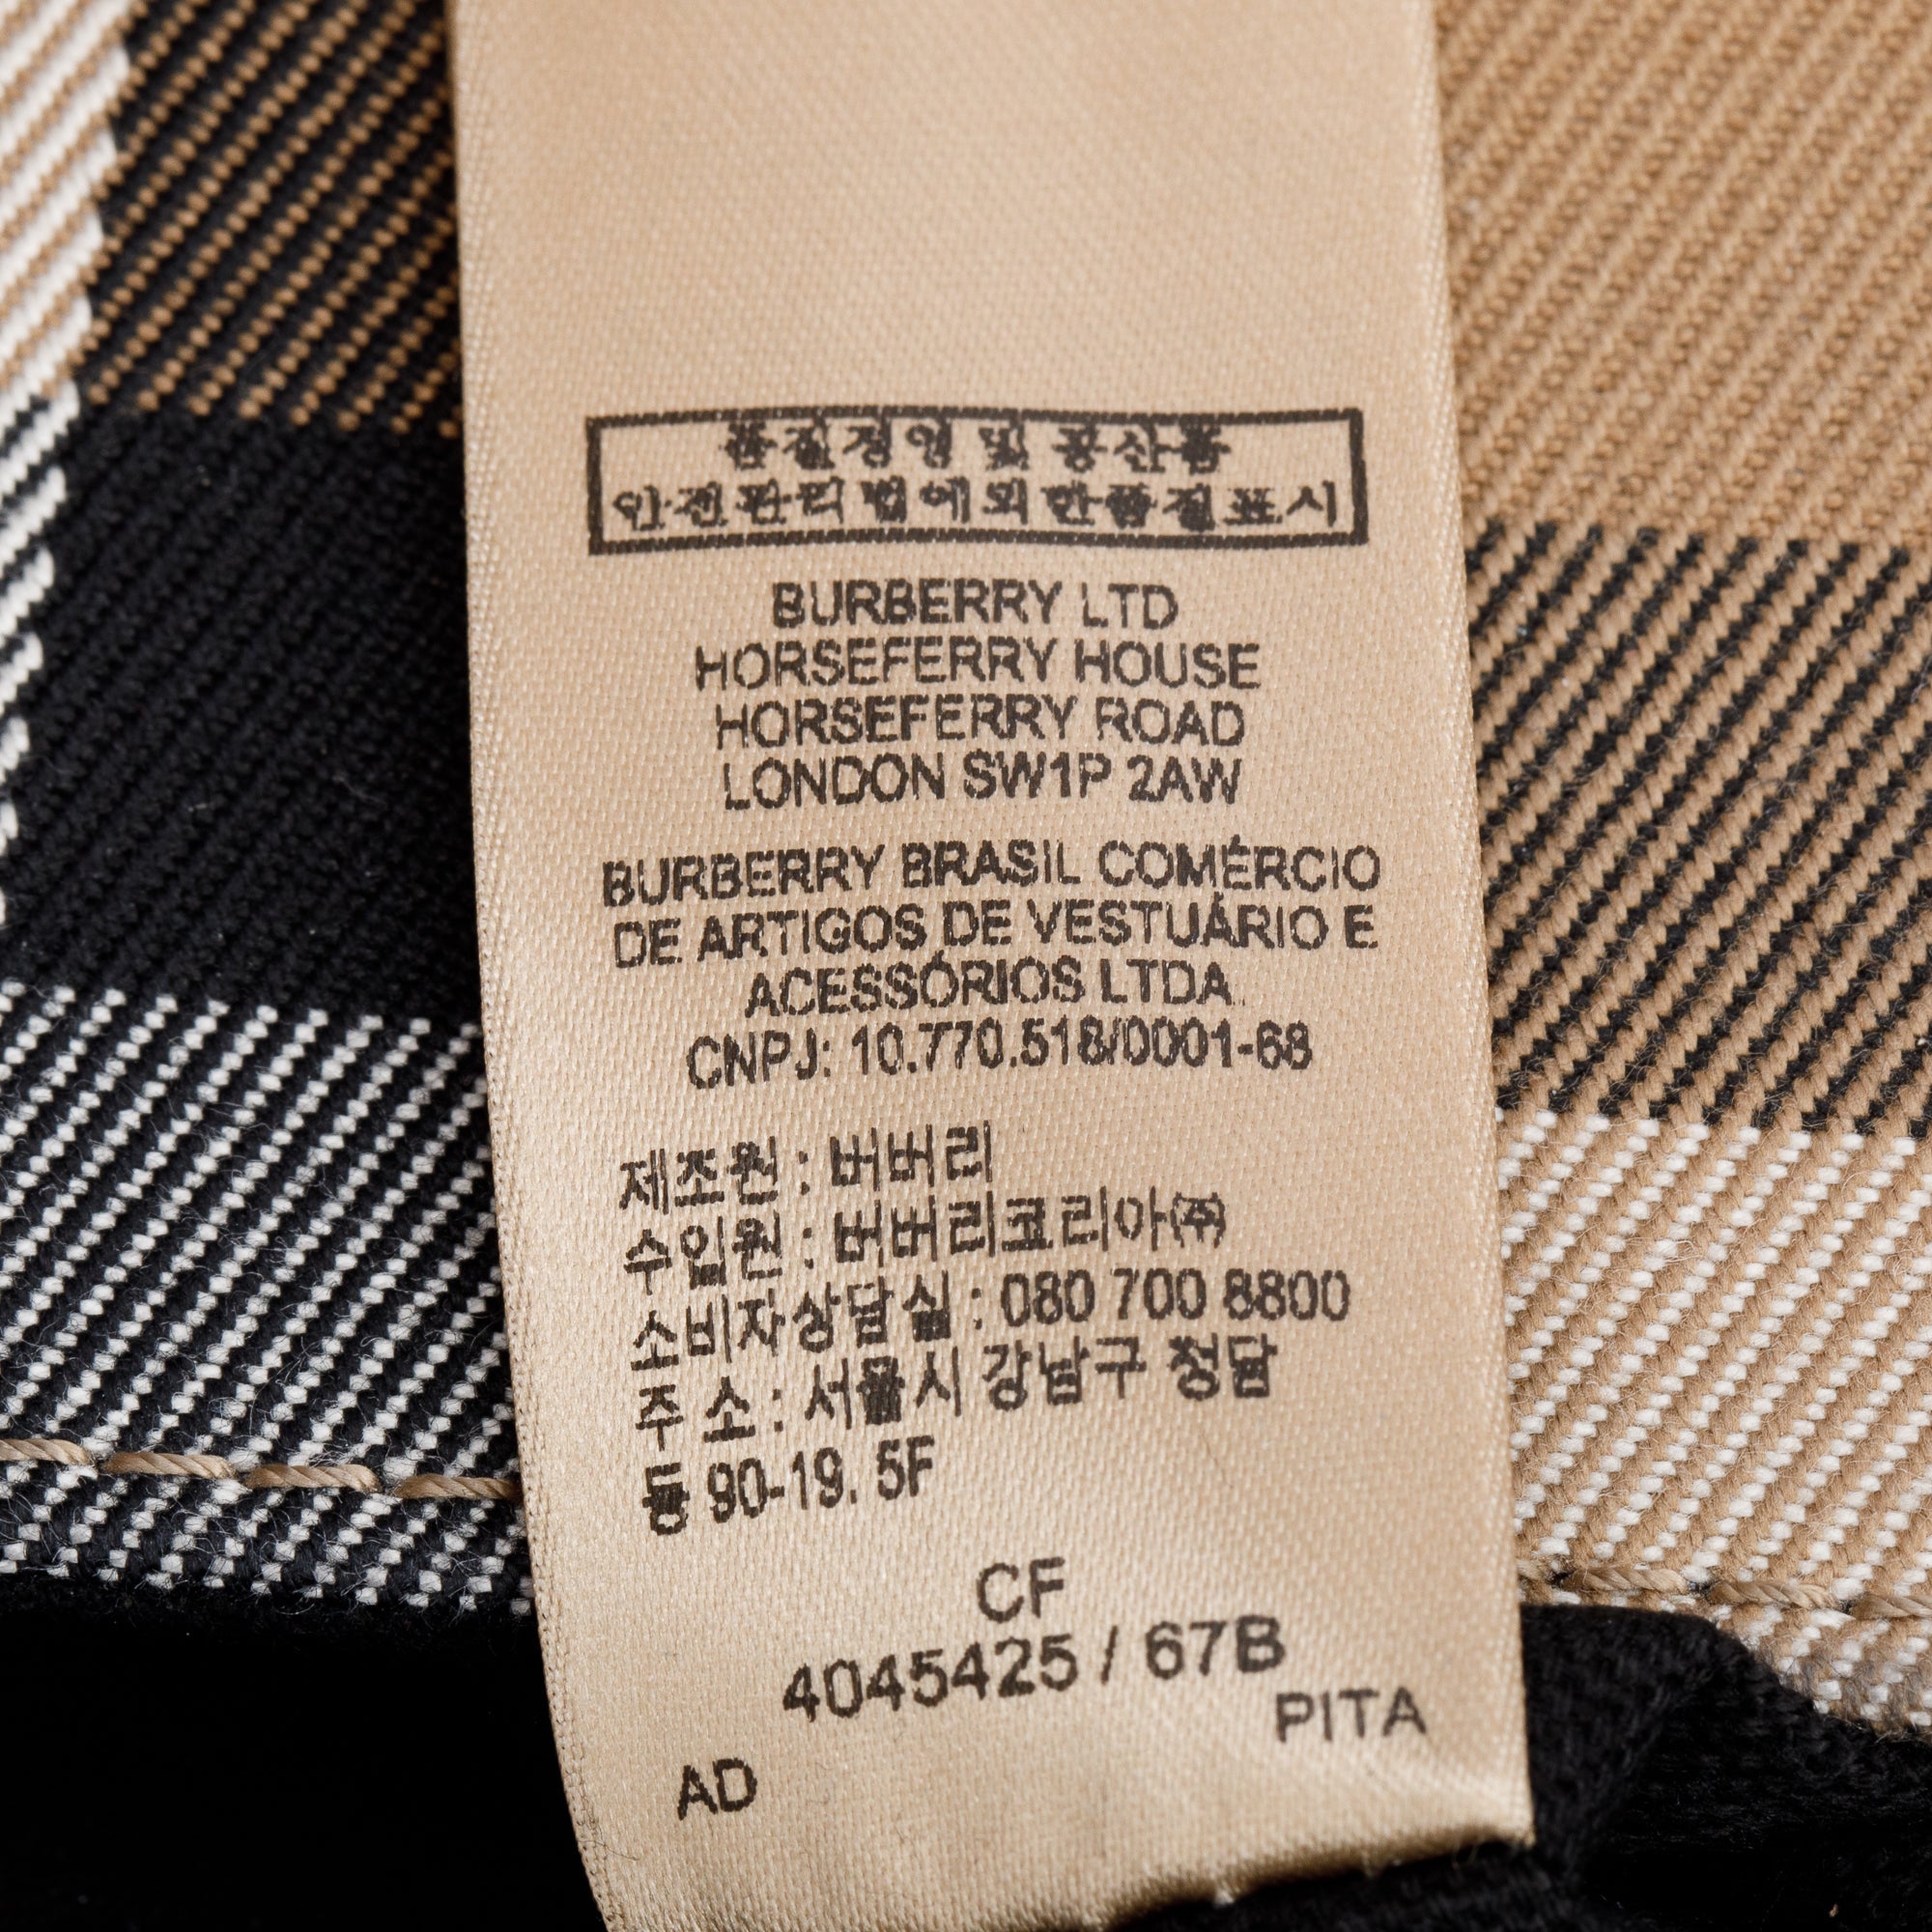 품질경영 및 공산품
안전관리법에의한품질표시
BURBERRY LTD
HORSEFERRY HOUSE
HORSEFERRY ROAD
LONDON SW1P 2AW
BURBERRY BRASIL COMÉRCIO
DE ARTIGOS DE VESTUÁRIO E
ACESSÓRIOS LTDA.
CNPJ: 10.770.518/0001-68
제조원 : 버버리
수입원 : 버버리코리아㈜
소비자상담실 : 080 700 8800
주 소 : 서울시 강남구 청담
동 90-19. 5F
CF
4045425 / 67B
PITA
AD